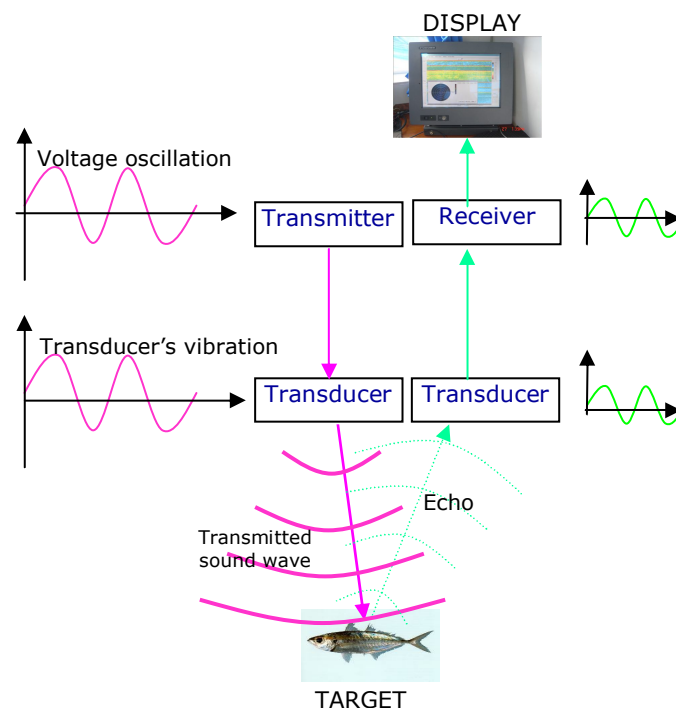 DISPLAY
Voltage oscillation
Transmitter
Receiver
Transducer's vibration
Transducer
Transducer
Echo
Transmitted
sound wave
TARGET